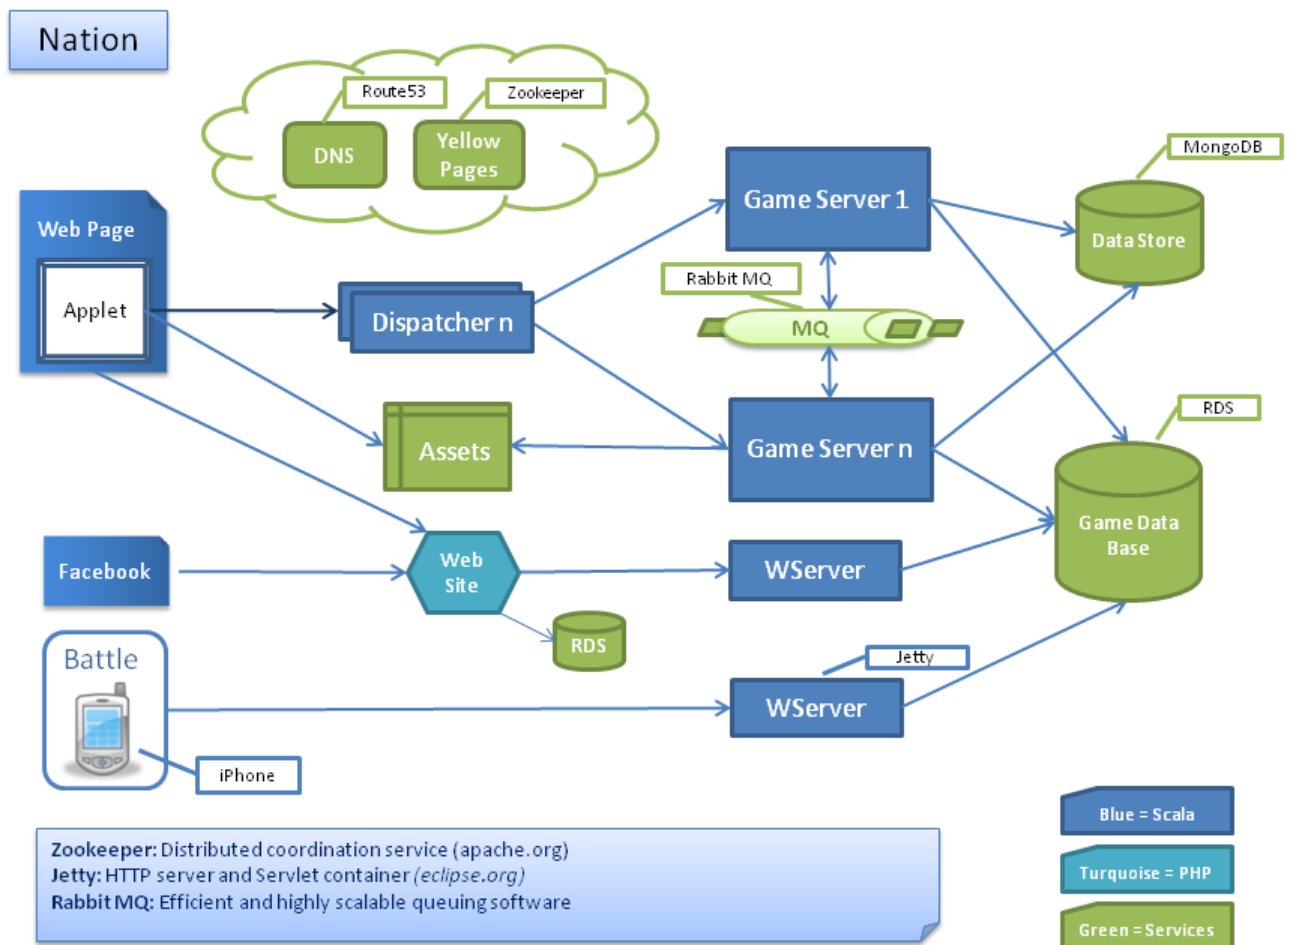 Nation
Route53
Zookeeper
DNS
Yellow
Pages
MongoDB
Data Store
Web Page
Applet
Dispatcher n
Game Server 1
Rabbit MQ
MQ
Game Server n
Assets
RDS
Game Data
Base
Facebook
Web
Site
WServer
RDS
Battle
iPhone
Jetty
WServer
Zookeeper: Distributed coordination service (apache.org)
Jetty: HTTP server and Servlet container (eclipse.org)
Rabbit MQ: Efficient and highly scalable queuing software
Blue = Scala
Turquoise = PHP
Green = Services